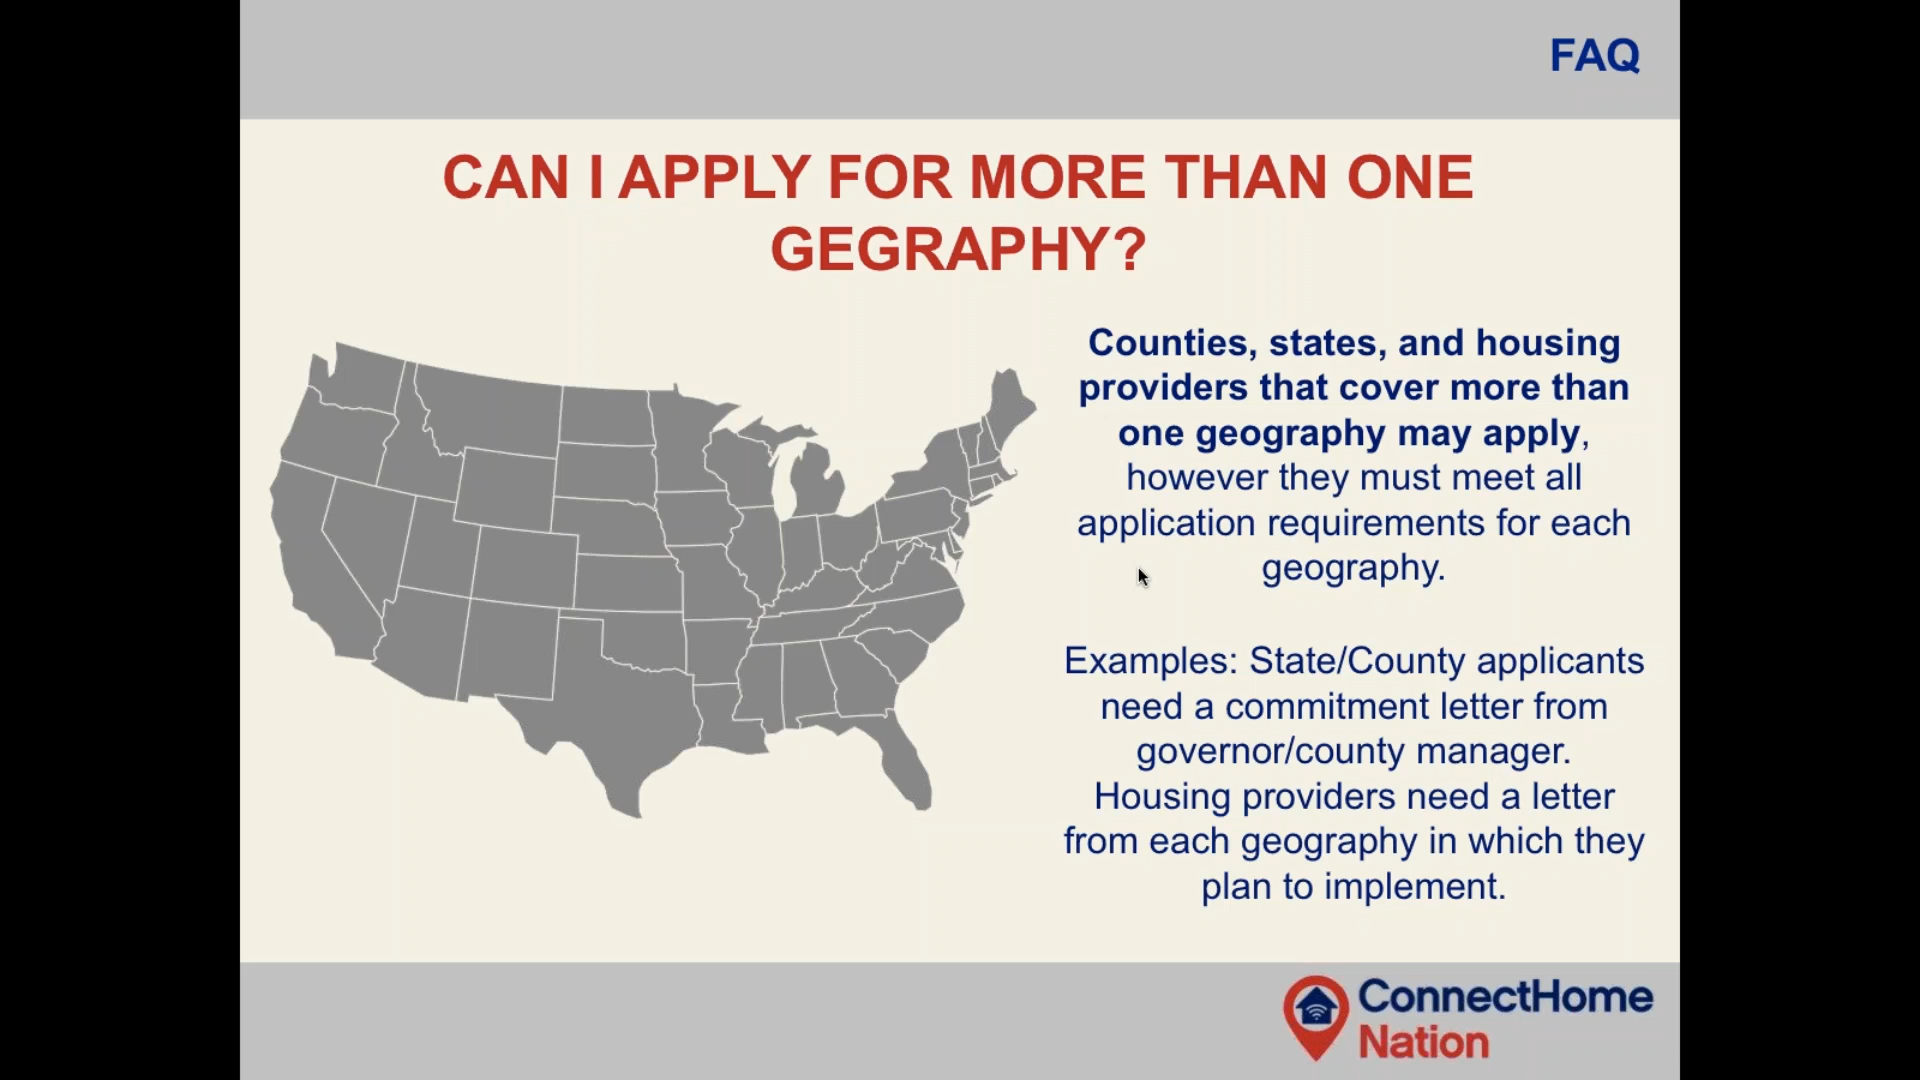 FAQ
CAN I APPLY FOR MORE THAN ONE
GEGRAPHY?
Counties, states, and housing
providers that cover more than
one geography may apply,
however they must meet all
application requirements for each
geography.
Examples: State/County applicants
need a commitment letter from
governor/county manager.
Housing providers need a letter
from each geography in which they
plan to implement.
ConnectHome
Nation